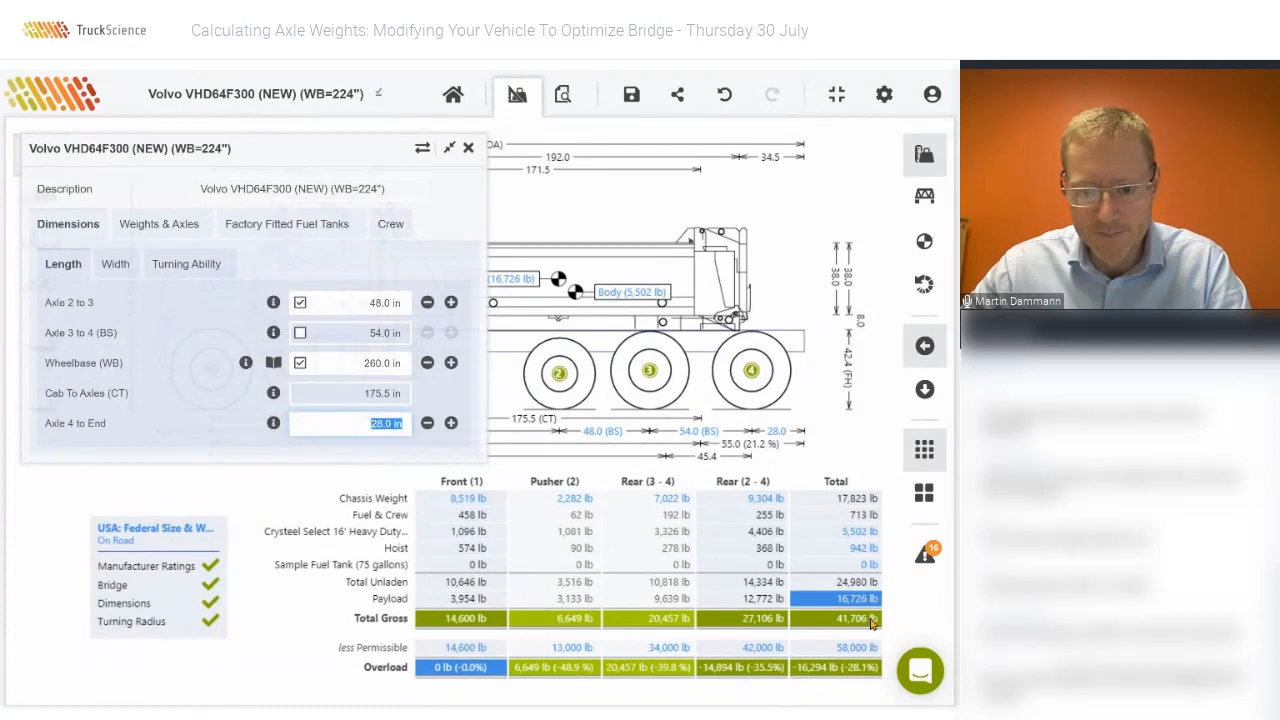 TruckScience
Calculating Axle Weights: Modifying Your Vehicle To Optimize Bridge - Thursday 30 July
Volvo VHD64F300 (NEW) (WB=224")
Volvo VHD64F300 (NEW) (WB=224")
Description Volvo VHD64F300 (NEW) (WB=224")
Dimensions Weights & Axles Factory Fitted Fuel Tanks Crew
Length Width Turning Ability
Axle 2 to 3 48.0 in
Axle 3 to 4 (BS) 54.0 in
Wheelbase (WB) 260.0 in
Cab To Axles (CT) 175.5 in
Axle 4 to End 28.0 in
OA)
192.0 34.5
171.5
(16,726 lb)
Body (5,502 lb)
38.0 38.0
8.0
42.4 (FH)
2 3 4
175.5 (CT)
48.0 (BS) 54.0 (BS) 28.0
55.0 (21.2 %)
45.4
Front (1) Pusher (2) Rear (3 - 4) Rear (2 - 4) Total
Chassis Weight 8,519 lb 2,282 lb 7,022 lb 9,304 lb 17,823 lb
Fuel & Crew 458 lb 62 lb 192 lb 255 lb 713 lb
Crysteel Select 16' Heavy Duty... 1,096 lb 1,081 lb 3,326 lb 4,406 lb 5,502 lb
Hoist 574 lb 90 lb 278 lb 368 lb 942 lb
Sample Fuel Tank (75 gallons) 0 lb 0 lb 0 lb 0 lb 0 lb
Total Unladen 10,646 lb 3,516 lb 10,818 lb 14,334 lb 24,980 lb
Payload 3,954 lb 3,133 lb 9,639 lb 12,772 lb 16,726 lb
Total Gross 14,600 lb 6,649 lb 20,457 lb 27,106 lb 41,706 lb
less Permissible 14,600 lb 13,000 lb 34,000 lb 42,000 lb 58,000 lb
Overload 0 lb (-0.0%) 6,649 lb (-48.9 %) 20,457 lb (-39.8 %) -14,894 lb (-35.5%) -16,294 lb (-28.1%)
USA: Federal Size & W...
On Road
Manufacturer Ratings
Bridge
Dimensions
Turning Radius
16
Martin Dammann